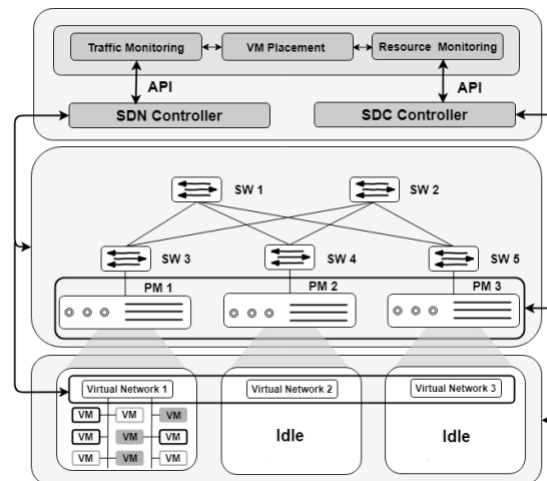 Traffic Monitoring
VM Placement
Resource Monitoring
API
API
SDN Controller
SDC Controller
SW 1
SW 2
SW 3
SW 4
SW 5
PM 1
PM 2
PM 3
Virtual Network 1
Virtual Network 2
Virtual Network 3
VM VM VM
VM VM VM
VM VM VM
Idle
Idle